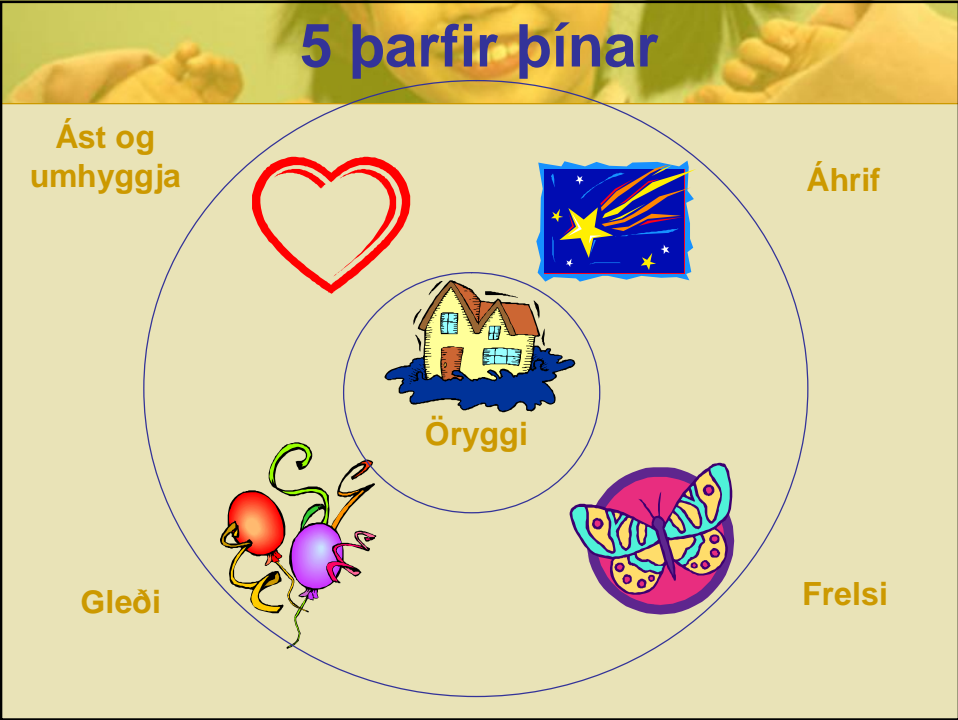 5 þarfir þínar
Ást og
umhyggja
Áhrif
Öryggi
Gleði
Frelsi